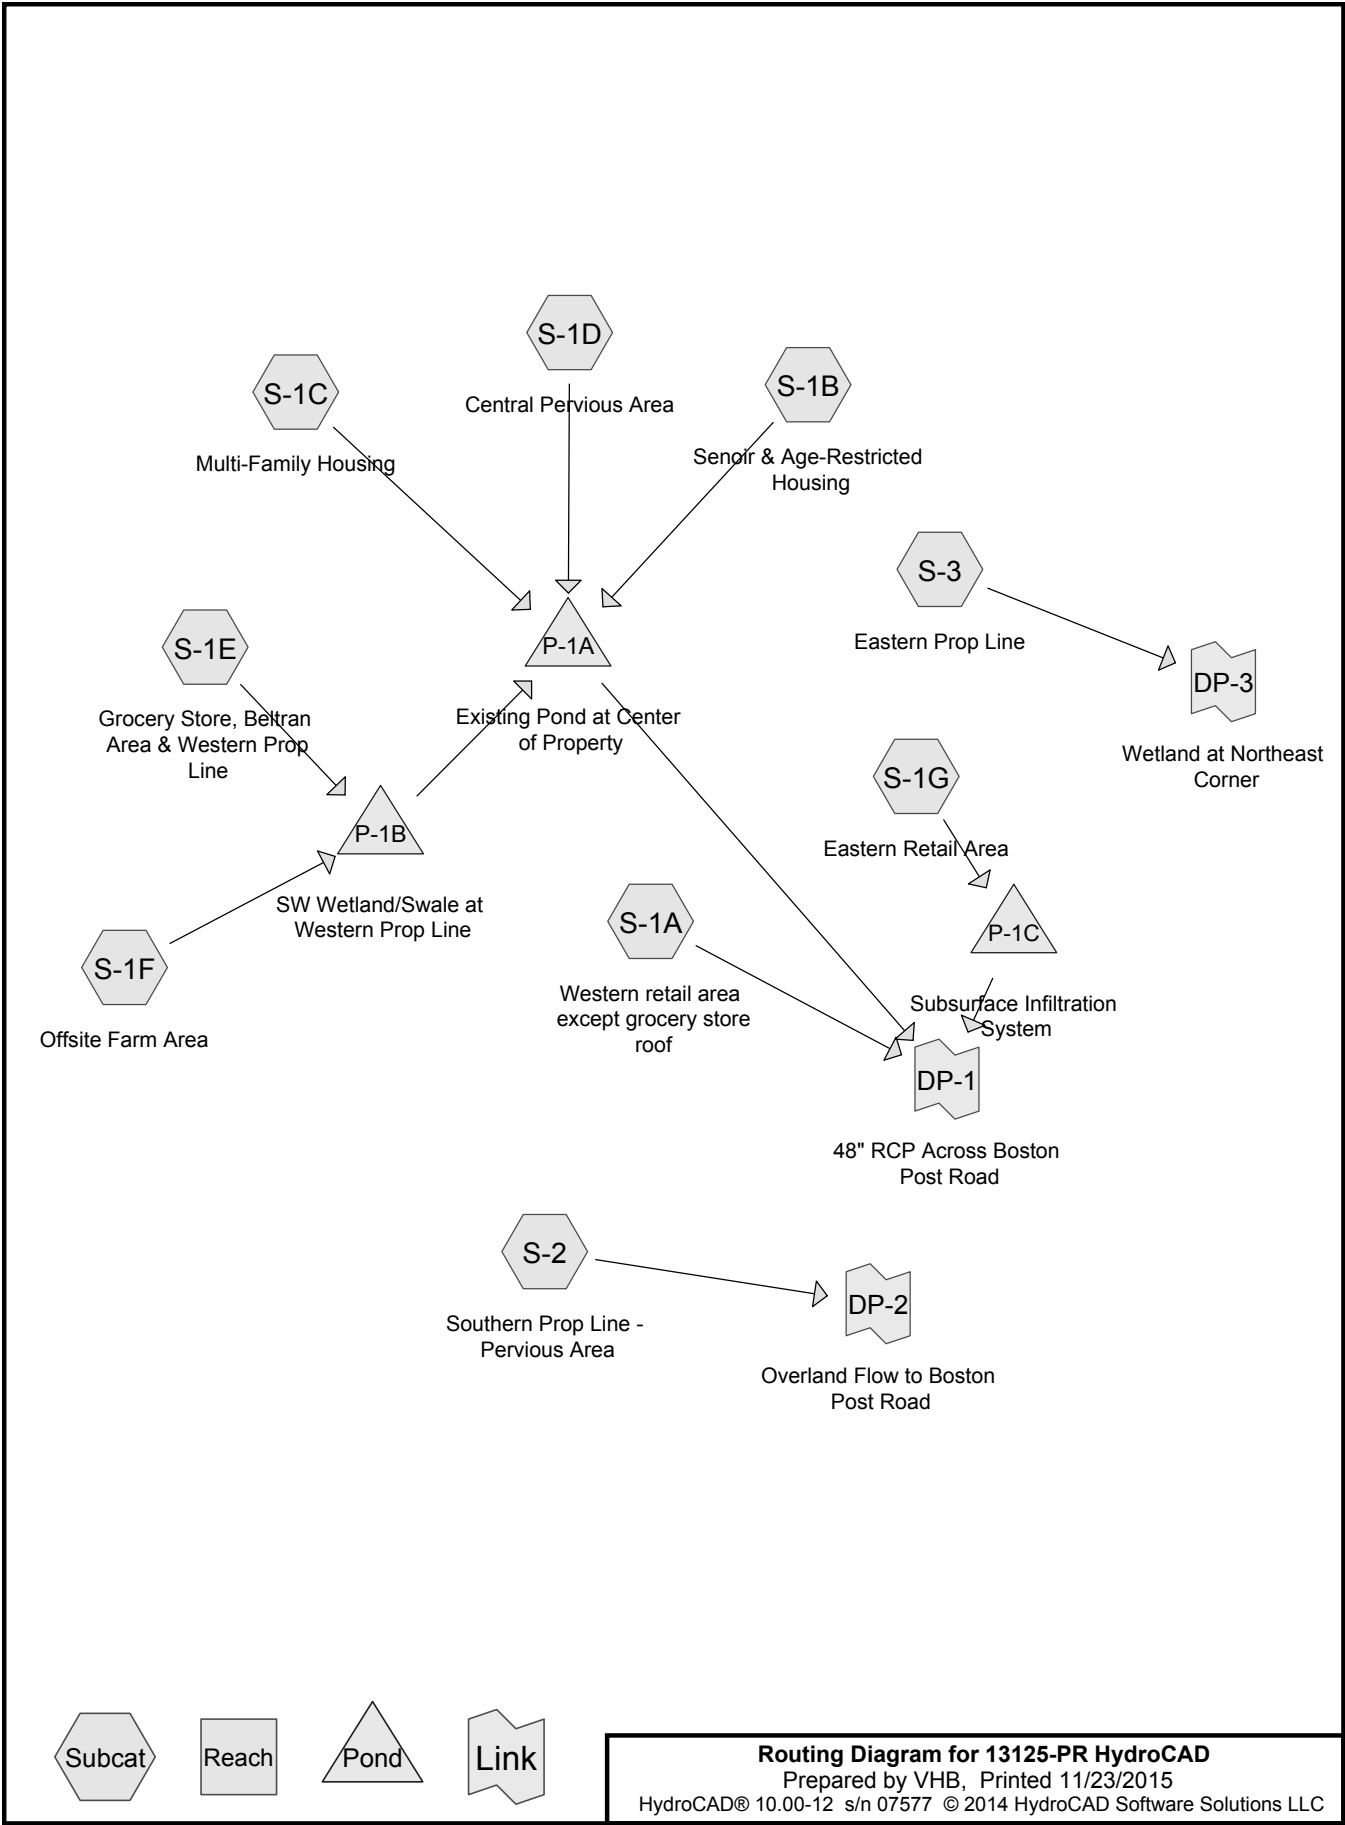 S-1D
Central Pervious Area
S-1C
Multi-Family Housing
S-1B
Senoir & Age-Restricted
Housing
S-3
Eastern Prop Line
P-1A
Existing Pond at Center
of Property
S-1E
Grocery Store, Beltran
Area & Western Prop
Line
DP-3
Wetland at Northeast
Corner
S-1G
Eastern Retail Area
P-1B
SW Wetland/Swale at
Western Prop Line
S-1A
Western retail area
except grocery store
roof
P-1C
Subsurface Infiltration
System
S-1F
Offsite Farm Area
DP-1
48" RCP Across Boston
Post Road
S-2
Southern Prop Line -
Pervious Area
DP-2
Overland Flow to Boston
Post Road
Subcat
Reach
Pond
Link
Routing Diagram for 13125-PR HydroCAD
Prepared by VHB, Printed 11/23/2015
HydroCAD® 10.00-12 s/n 07577 © 2014 HydroCAD Software Solutions LLC